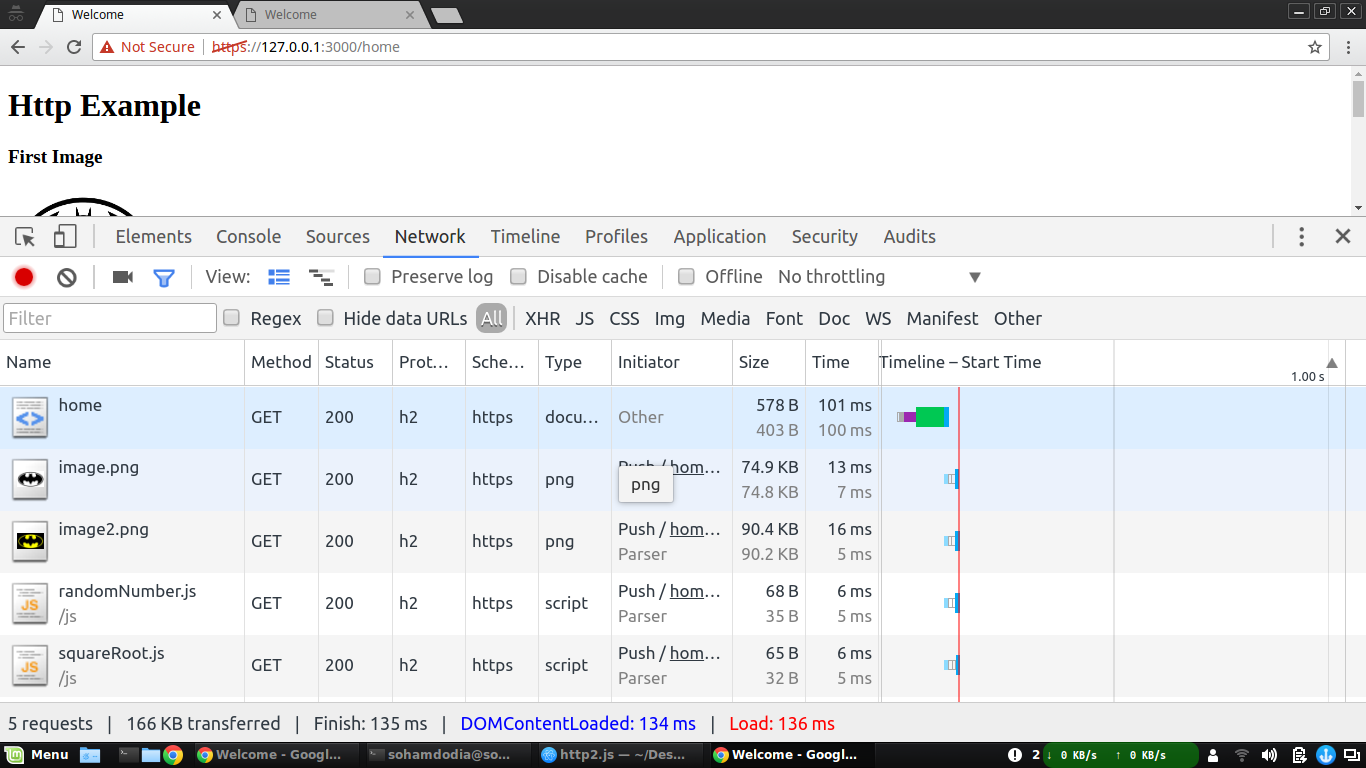 Welcome
Welcome
Not Secure https://127.0.0.1:3000/home
Http Example
First Image
Elements Console Sources Network Timeline Profiles Application Security Audits
View: Preserve log Disable cache Offline No throttling
Filter Regex Hide data URLs All XHR JS CSS Img Media Font Doc WS Manifest Other
Name Method Status Prot… Sche… Type Initiator Size Time Timeline – Start Time
1.00 s
home GET 200 h2 https docu… Other 578 B 101 ms
403 B 100 ms
image.png GET 200 h2 https png Push / hom… 74.9 KB 13 ms
png 74.8 KB 7 ms
image2.png GET 200 h2 https png Push / hom… 90.4 KB 16 ms
Parser 90.2 KB 5 ms
randomNumber.js GET 200 h2 https script Push / hom… 68 B 6 ms
/js Parser 35 B 5 ms
squareRoot.js GET 200 h2 https script Push / hom… 65 B 6 ms
/js Parser 32 B 5 ms
5 requests | 166 KB transferred | Finish: 135 ms | DOMContentLoaded: 134 ms | Load: 136 ms
Menu Welcome - Googl... sohamdodia@so... http2.js — ~/Des... Welcome - Googl... 2 ↓ 0 KB/s ↑ 0 KB/s